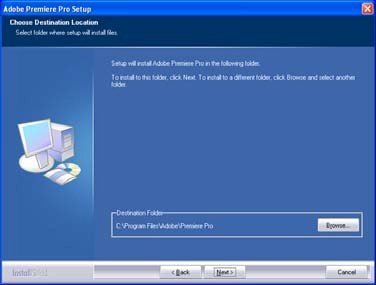 Adobe Premiere Pro Setup
Choose Destination Location
Select folder where setup will install files.
Setup will install Adobe Premiere Pro in the following folder.
To install to this folder, click Next. To install to a different folder, click Browse and select another
folder.
Destination Folder
C:\Program Files\Adobe\Premiere Pro
Browse...
InstallShield
< Back
Next >
Cancel